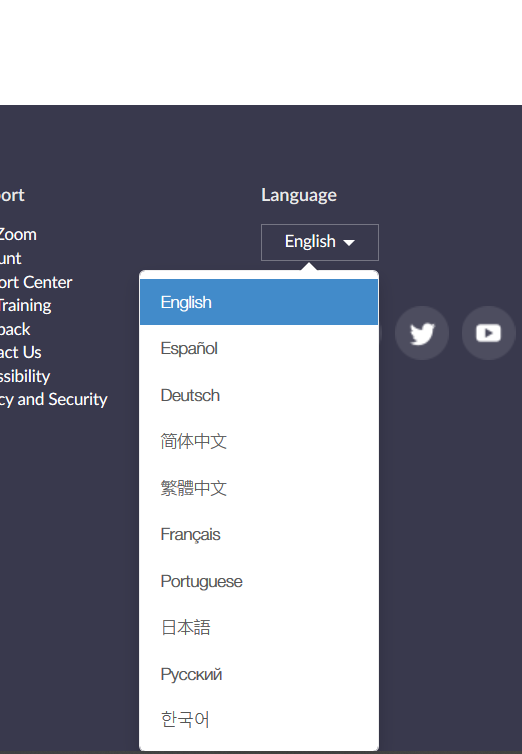 ort
Zoom
unt
ort Center
Training
back
act Us
ssibility
cy and Security
Language
English
English
Español
Deutsch
简体中文
繁體中文
Français
Portuguese
日本語
Русский
한국어